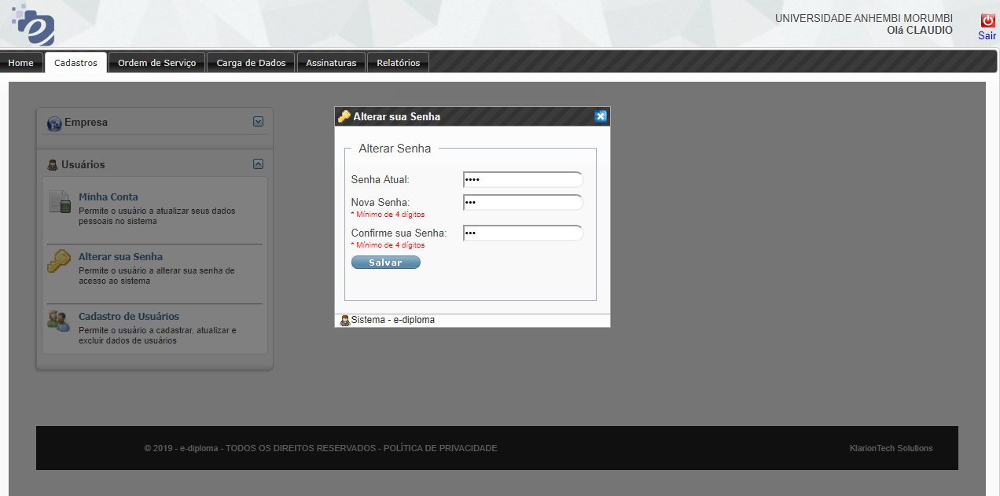 UNIVERSIDADE ANHEMBI MORUMBI
Olá CLAUDIO
Sair
Home
Cadastros
Ordem de Serviço
Carga de Dados
Assinaturas
Relatórios
Empresa
Usuários
Minha Conta
Permite o usuário a atualizar seus dados
pessoais no sistema
Alterar sua Senha
Permite o usuário a alterar sua senha de
acesso ao sistema
Cadastro de Usuários
Permite o usuário a cadastrar, atualizar e
excluir dados de usuários
Alterar sua Senha
Alterar Senha
Senha Atual: ••••
Nova Senha: •••
* Mínimo de 4 dígitos
Confirme sua Senha: •••
* Mínimo de 4 dígitos
Salvar
Sistema - e-diploma
© 2019 - e-diploma - TODOS OS DIREITOS RESERVADOS - POLÍTICA DE PRIVACIDADE
KlarionTech Solutions